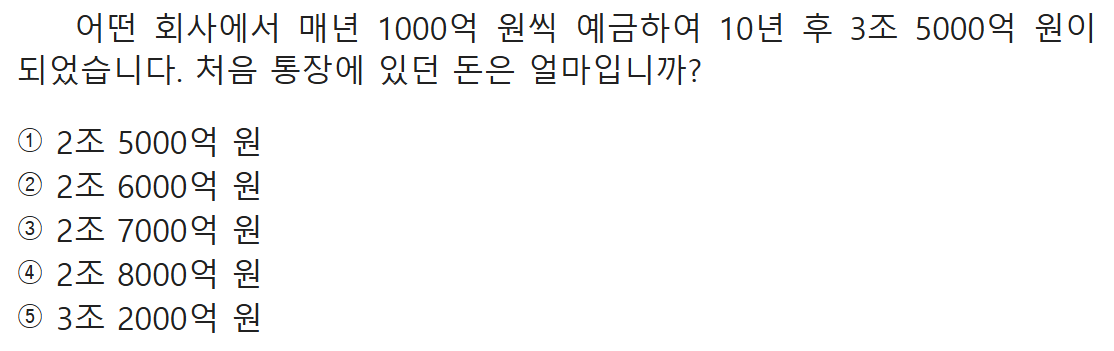 어떤 회사에서 매년 1000억 원씩 예금하여 10년 후 3조 5000억 원이
되었습니다. 처음 통장에 있던 돈은 얼마입니까?
① 2조 5000억 원
② 2조 6000억 원
③ 2조 7000억 원
④ 2조 8000억 원
⑤ 3조 2000억 원